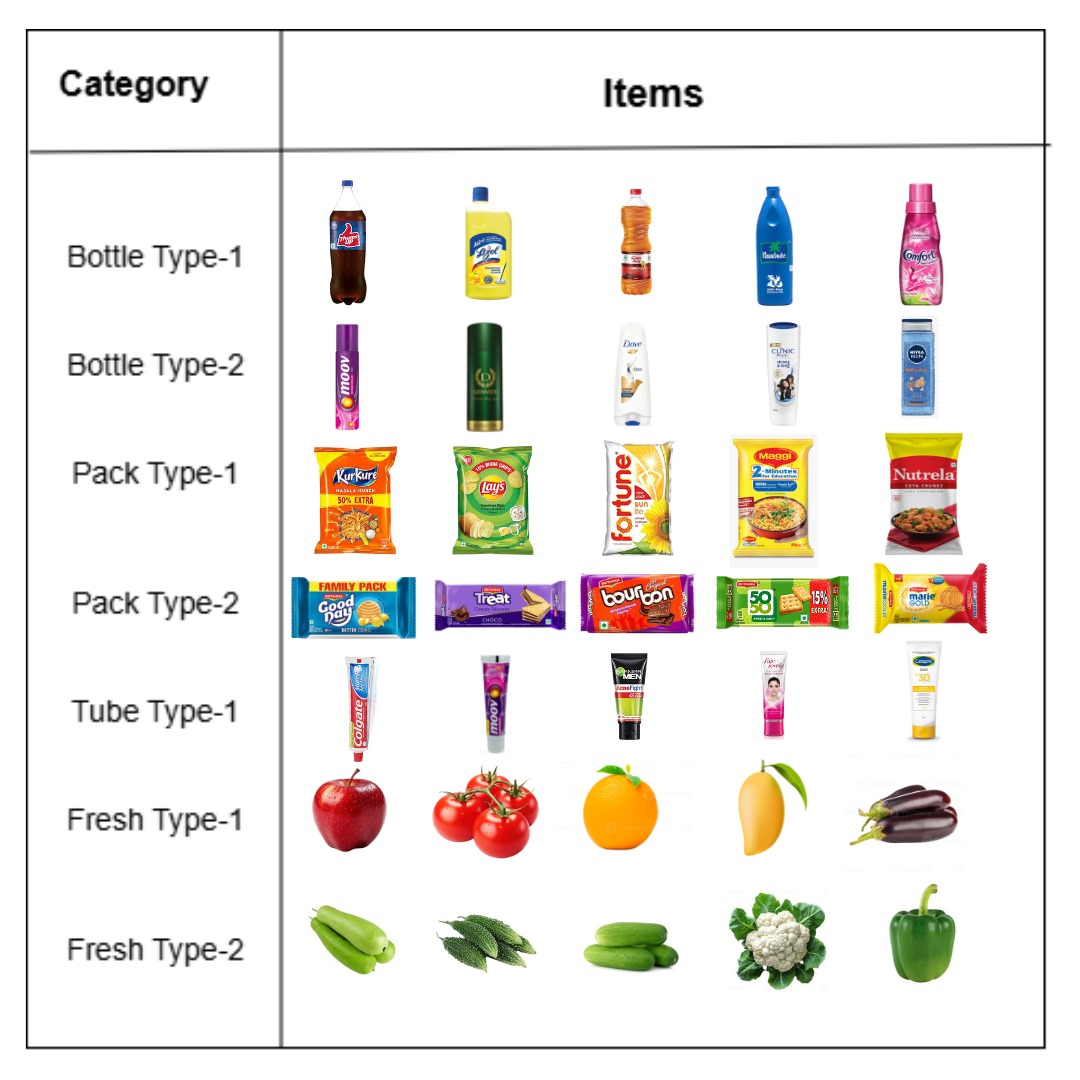 Category
Items
Bottle Type-1
Thums Up
Lizol
Parachute
Comfort
Bottle Type-2
moov
DENVER
Dove
CLINIC
PLUS
NIVEA
MEN
Pack Type-1
Kurkure
MASALA MUNCH
50% EXTRA
10% MORE CHIPS
Lay's
fortune
sun
lite
Maggi
2-Minutes
for Education
Nutrela
SOYA CHUNKS
Pack Type-2
FAMILY PACK
BRITANNIA
Good
Day
BUTTER COOKIES
BRITANNIA
Treat
CHOCO
BRITANNIA
The Original
bourbon
BRITANNIA
50
50
15%
EXTRA
marie
GOLD
Tube Type-1
Colgate
moov
GARNIER
MEN
AcnoFight
Fair
Lovely
Cetaphil
30
Fresh Type-1
Fresh Type-2